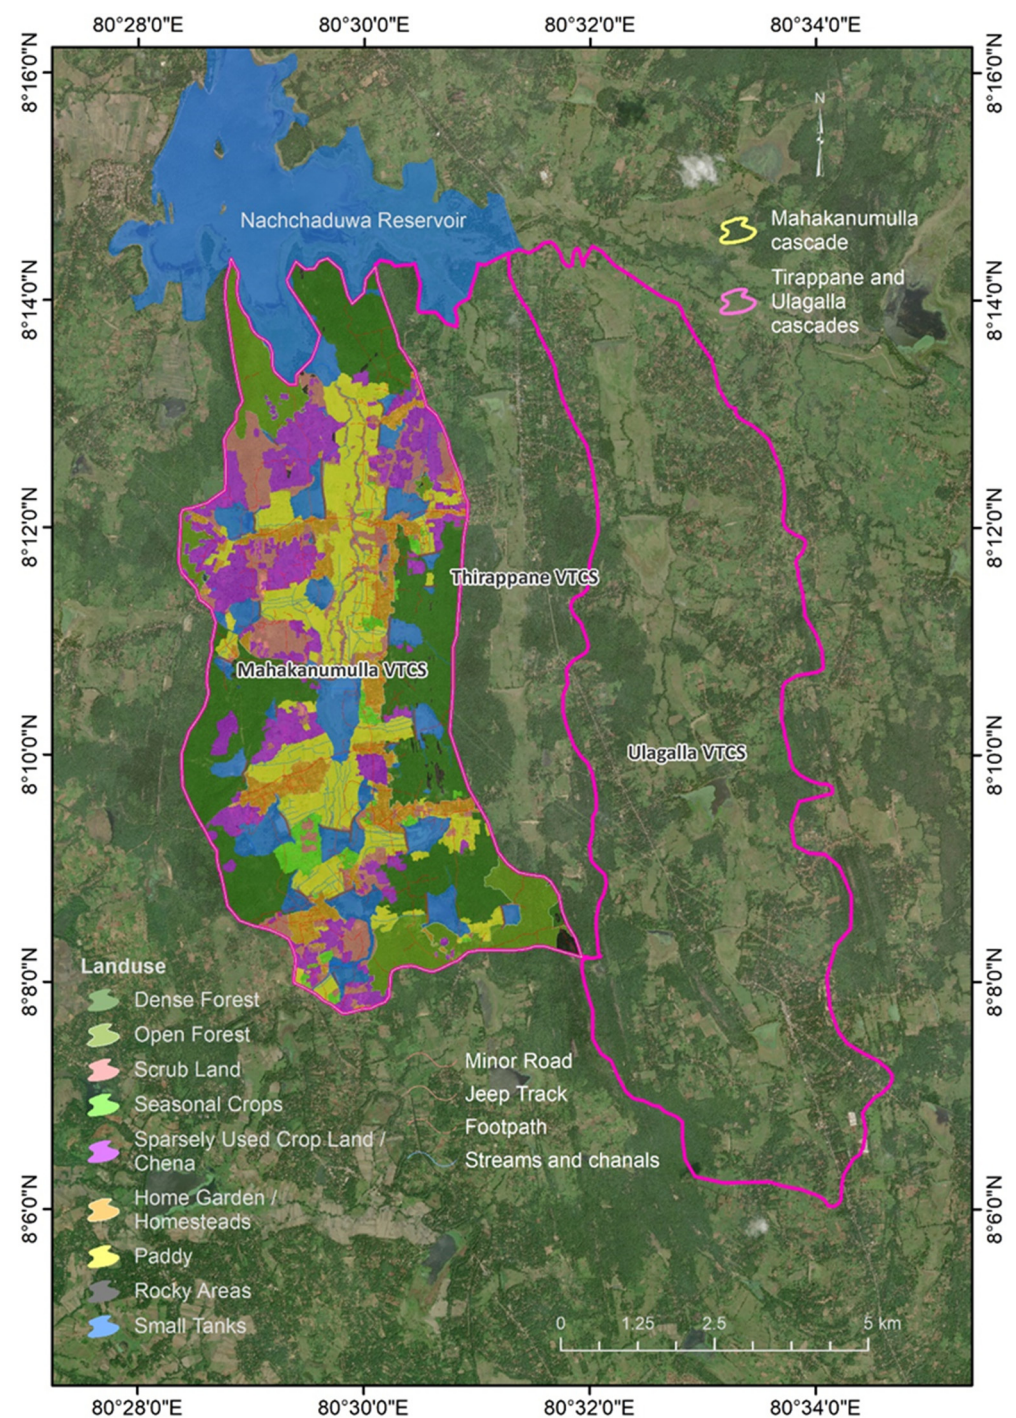 80°28'0"E
80°30'0"E
80°32'0"E
80°34'0"E
8°16'0"N
8°16'0"N
N
Nachchaduwa Reservoir
Mahakanumulla
cascade
Tirappane and
Ulagalla
cascades
8°14'0"N
8°14'0"N
8°12'0"N
8°12'0"N
Thirappane VTCS
Mahakanumulla VTCS
Ulagalla VTCS
8°10'0"N
8°10'0"N
8°8'0"N
8°8'0"N
Landuse
Dense Forest
Open Forest
Scrub Land
Seasonal Crops
Sparsely Used Crop Land /
Chena
Home Garden /
Homesteads
Paddy
Rocky Areas
Small Tanks
Minor Road
Jeep Track
Footpath
Streams and chanals
8°6'0"N
8°6'0"N
0 1.25 2.5 5 km
80°28'0"E
80°30'0"E
80°32'0"E
80°34'0"E